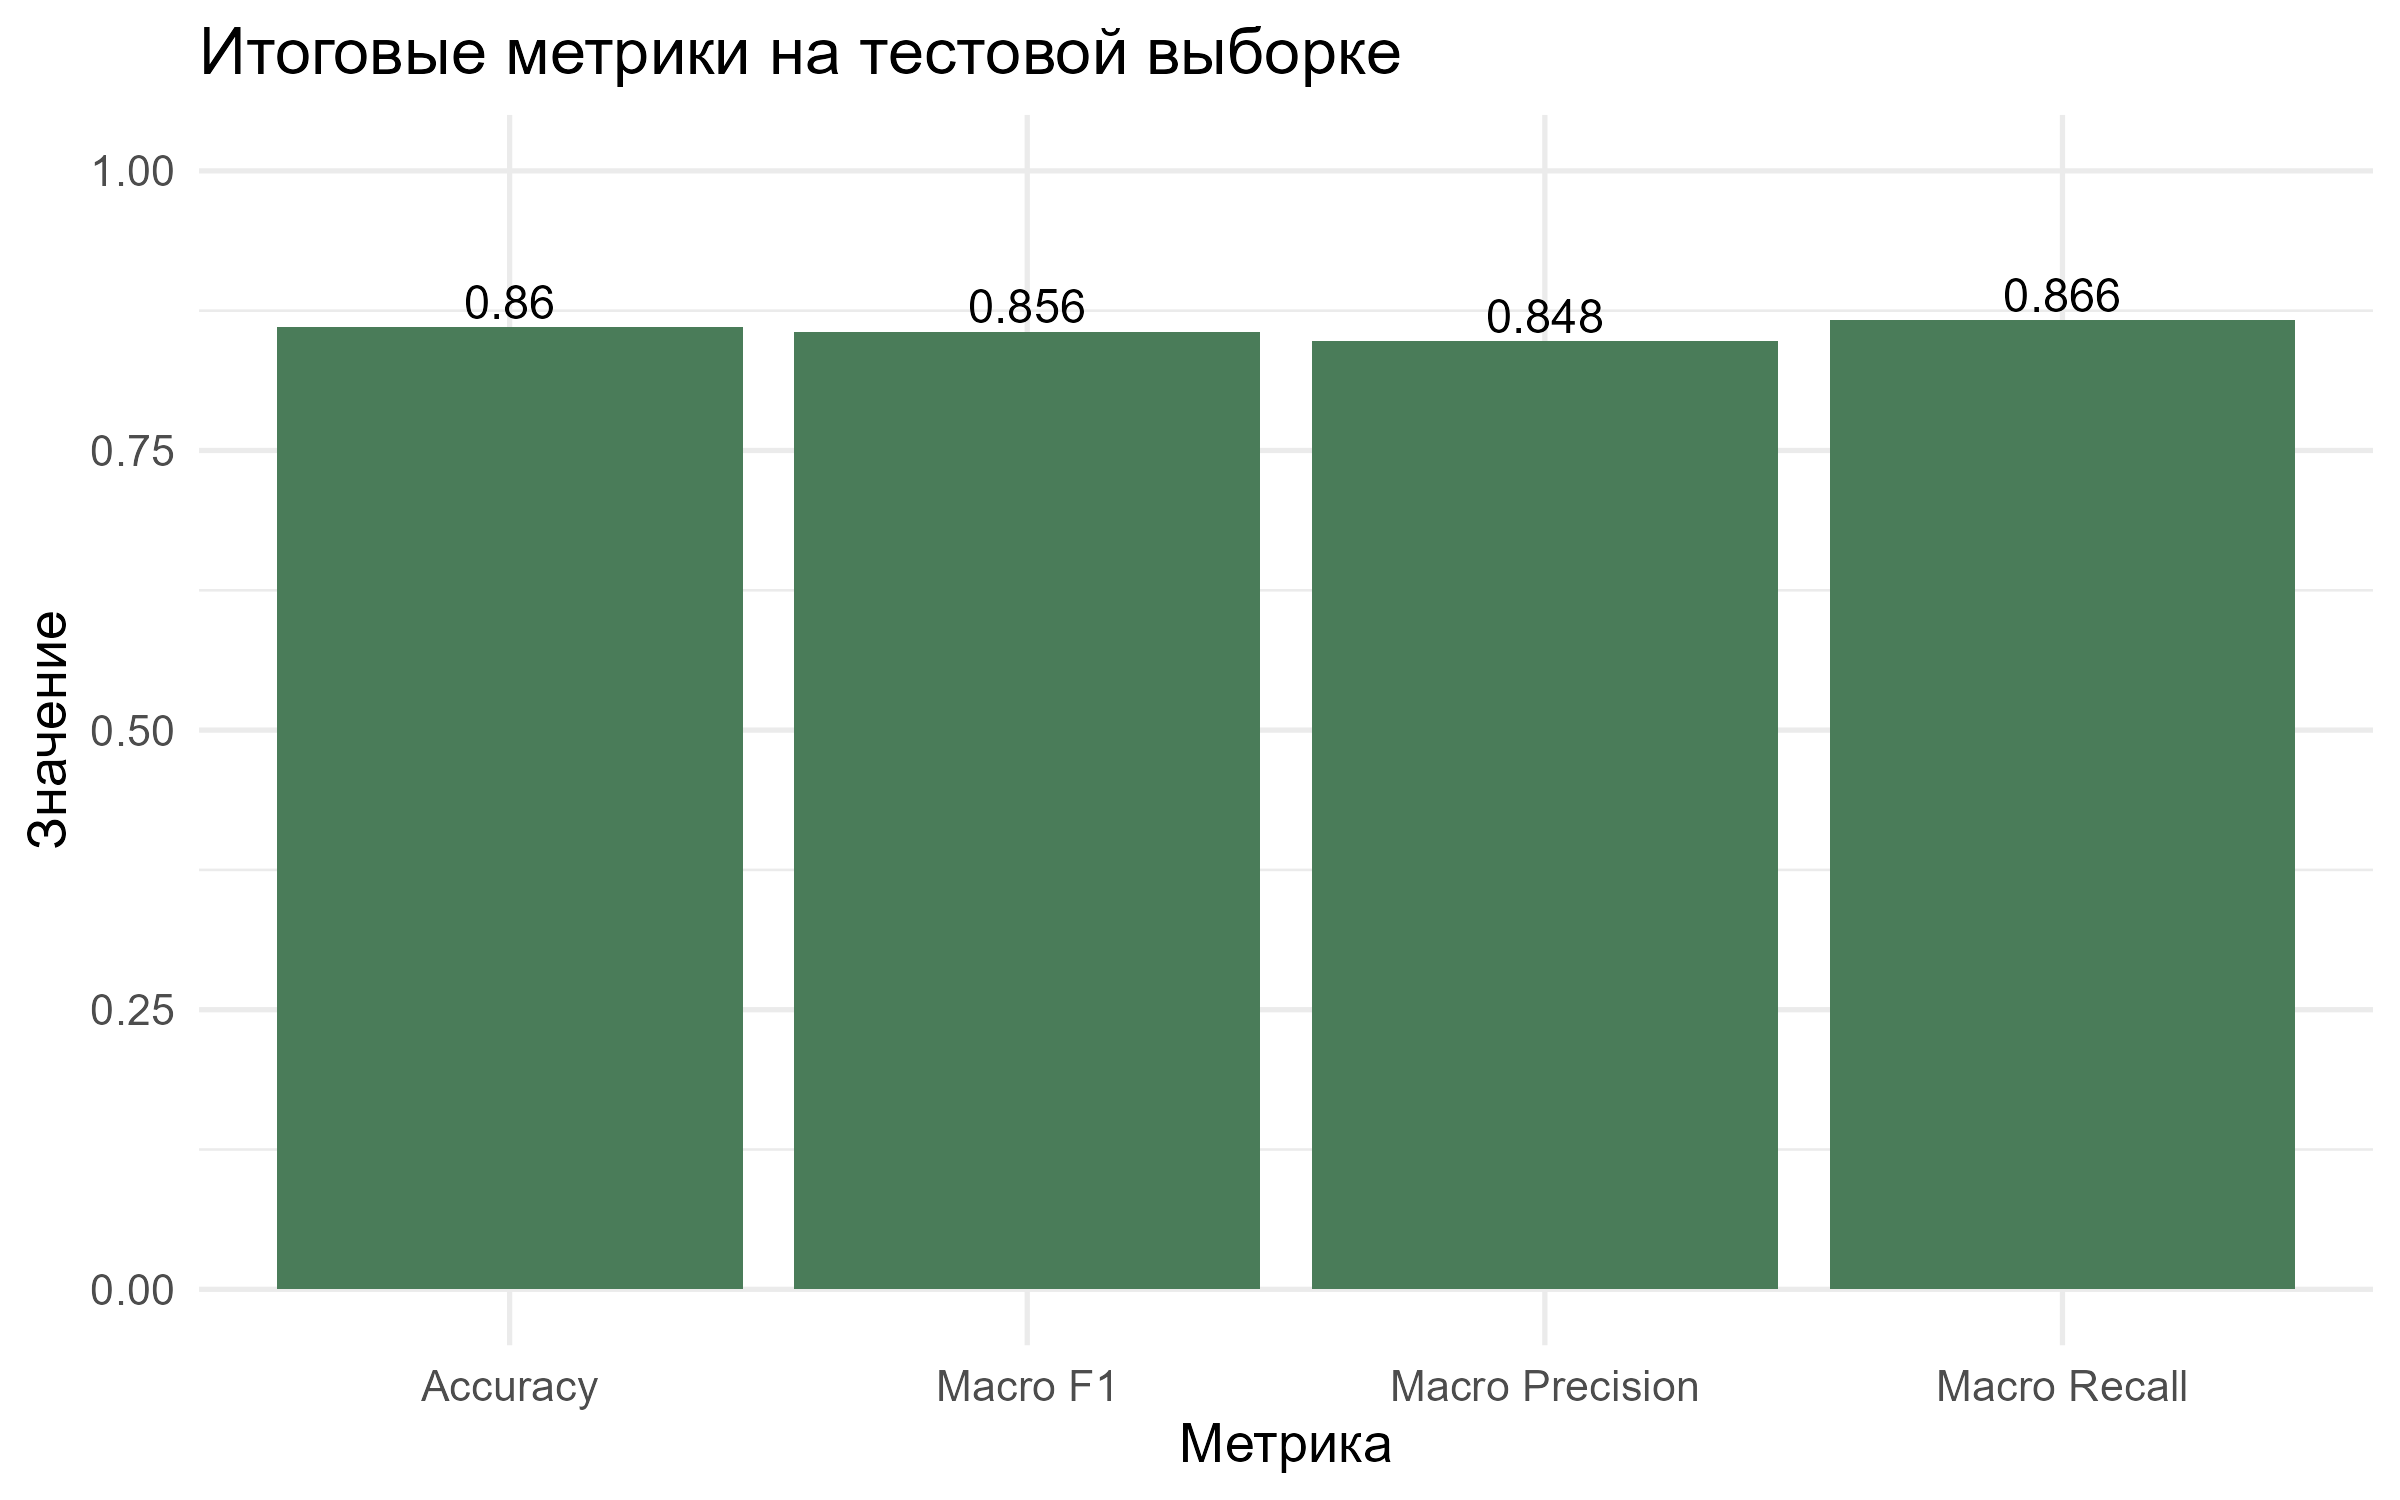 Итоговые метрики на тестовой выборке
1.00
0.75
0.50
0.25
0.00
Значение
0.86
0.856
0.848
0.866
Accuracy
Macro F1
Macro Precision
Macro Recall
Метрика